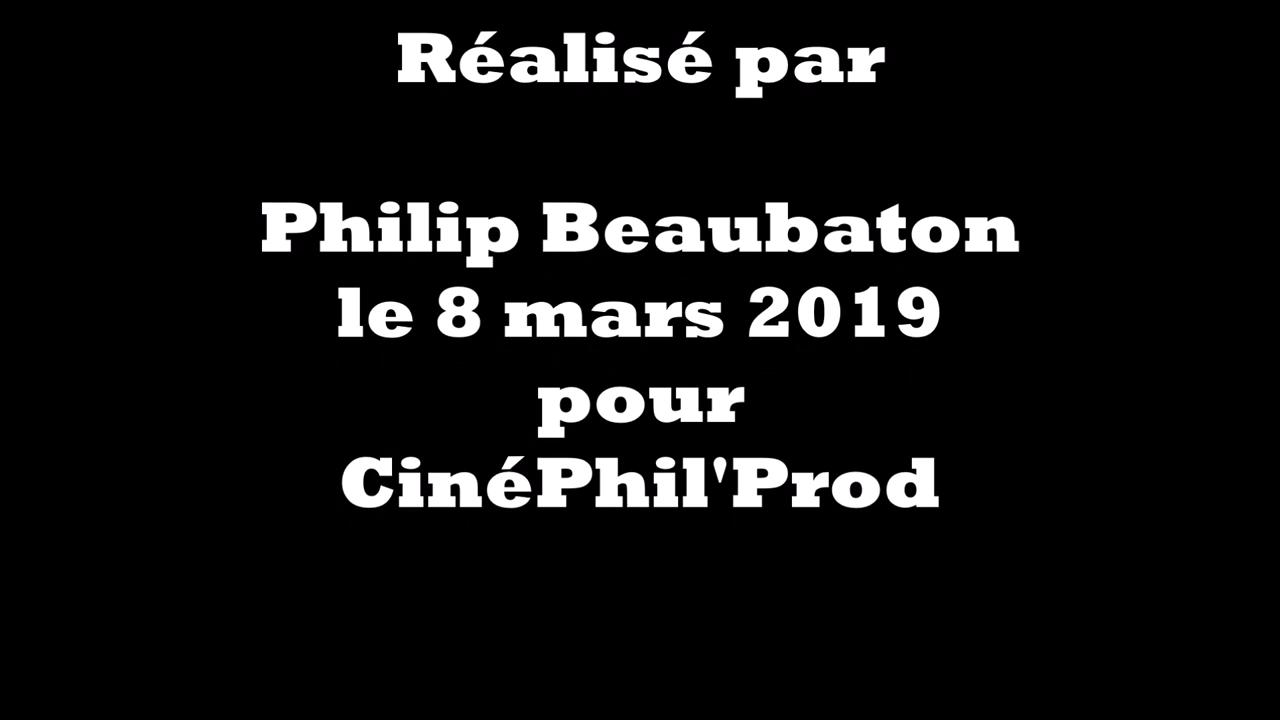 Réalisé par
Philip Beaubaton
le 8 mars 2019
pour
CinéPhil'Prod